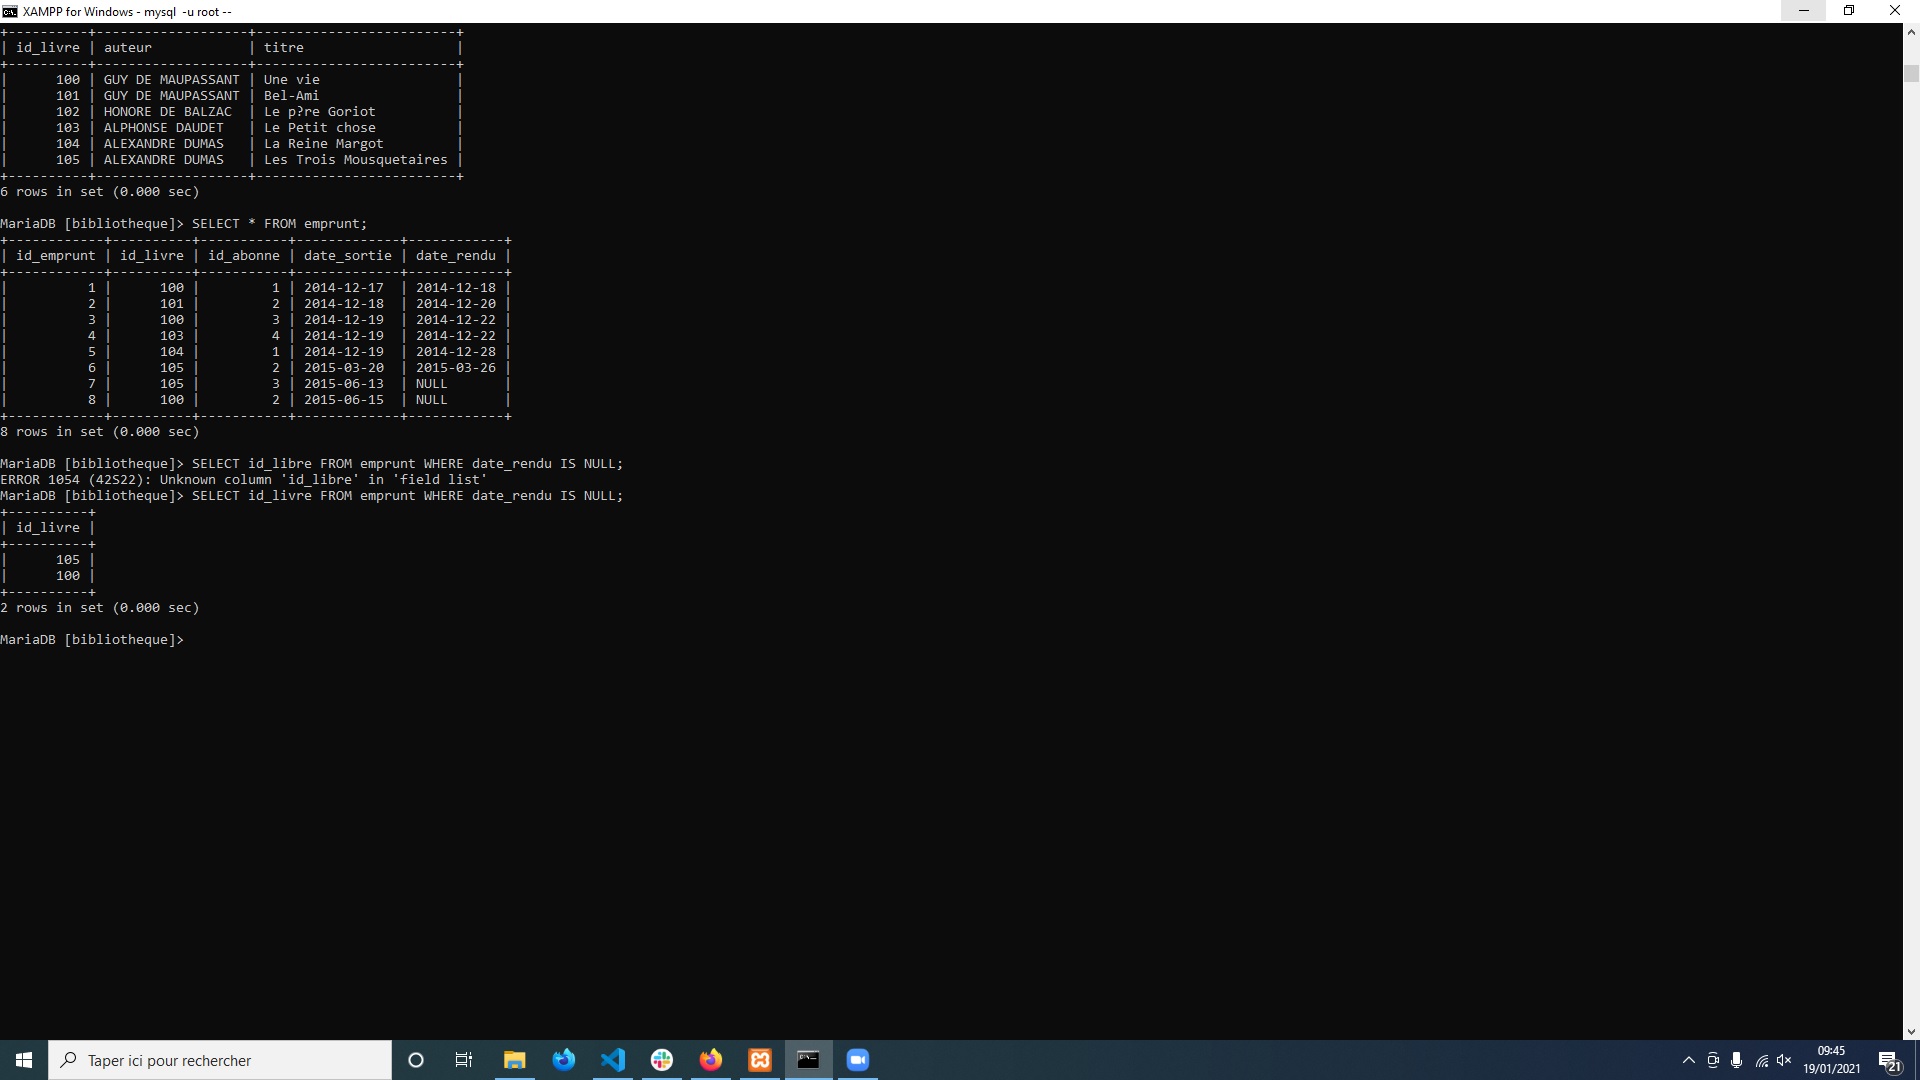 XAMPP for Windows - mysql -u root --
+----------+-------------------+-------------------------+
| id_livre | auteur            | titre                   |
+----------+-------------------+-------------------------+
|      100 | GUY DE MAUPASSANT | Une vie                 |
|      101 | GUY DE MAUPASSANT | Bel-Ami                 |
|      102 | HONORE DE BALZAC  | Le p?re Goriot          |
|      103 | ALPHONSE DAUDET   | Le Petit chose          |
|      104 | ALEXANDRE DUMAS   | La Reine Margot         |
|      105 | ALEXANDRE DUMAS   | Les Trois Mousquetaires |
+----------+-------------------+-------------------------+
6 rows in set (0.000 sec)
MariaDB [bibliotheque]> SELECT * FROM emprunt;
+------------+----------+-----------+-------------+------------+
| id_emprunt | id_livre | id_abonne | date_sortie | date_rendu |
+------------+----------+-----------+-------------+------------+
|          1 |      100 |         1 | 2014-12-17  | 2014-12-18 |
|          2 |      101 |         2 | 2014-12-18  | 2014-12-20 |
|          3 |      100 |         3 | 2014-12-19  | 2014-12-22 |
|          4 |      103 |         4 | 2014-12-19  | 2014-12-22 |
|          5 |      104 |         1 | 2014-12-19  | 2014-12-28 |
|          6 |      105 |         2 | 2015-03-20  | 2015-03-26 |
|          7 |      105 |         3 | 2015-06-13  | NULL       |
|          8 |      100 |         2 | 2015-06-15  | NULL       |
+------------+----------+-----------+-------------+------------+
8 rows in set (0.000 sec)
MariaDB [bibliotheque]> SELECT id_libre FROM emprunt WHERE date_rendu IS NULL;
ERROR 1054 (42S22): Unknown column 'id_libre' in 'field list'
MariaDB [bibliotheque]> SELECT id_livre FROM emprunt WHERE date_rendu IS NULL;
+----------+
| id_livre |
+----------+
|      105 |
|      100 |
+----------+
2 rows in set (0.000 sec)
MariaDB [bibliotheque]>
Taper ici pour rechercher
09:45
19/01/2021
21